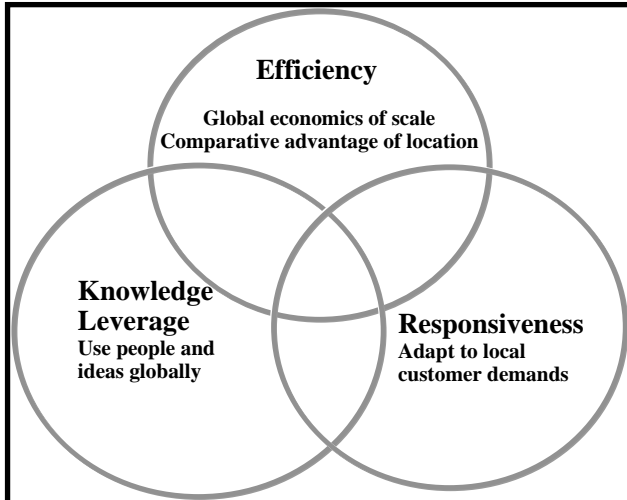 Efficiency
Global economics of scale
Comparative advantage of location
Knowledge
Leverage
Use people and
ideas globally
Responsiveness
Adapt to local
customer demands